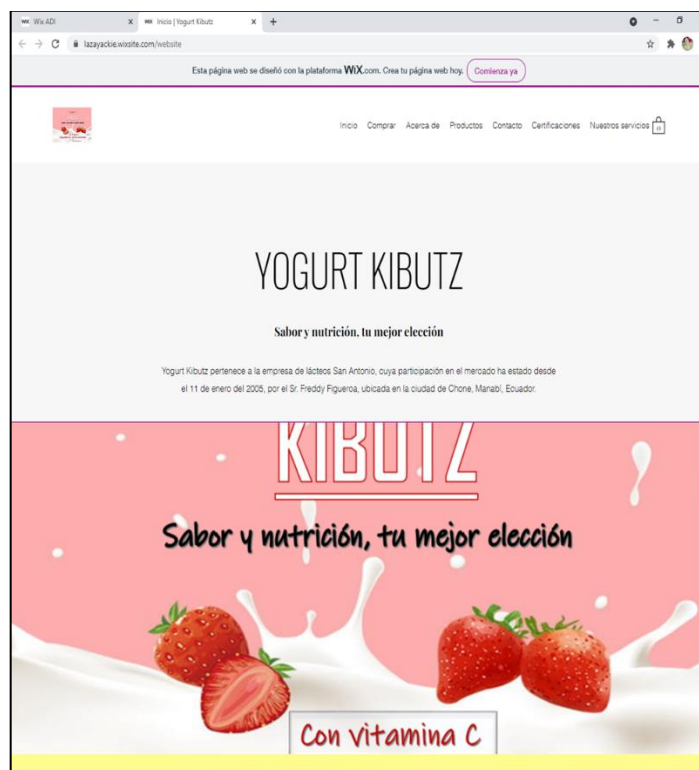 Wix ADI
Inicio | Yogurt Kibutz
lazayackie.wixsite.com/website
Esta página web se diseñó con la plataforma WiX.com. Crea tu página web hoy. Comienza ya
Inicio Comprar Acerca de Productos Contacto Certificaciones Nuestros servicios
YOGURT KIBUTZ
Sabor y nutrición, tu mejor elección
Yogurt Kibutz pertenece a la empresa de lácteos San Antonio, cuya participación en el mercado ha estado desde
el 11 de enero del 2005, por el Sr. Freddy Figueroa, ubicada en la ciudad de Chone, Manabí, Ecuador.
KIBUTZ
Sabor y nutrición, tu mejor elección
Con vitamina C